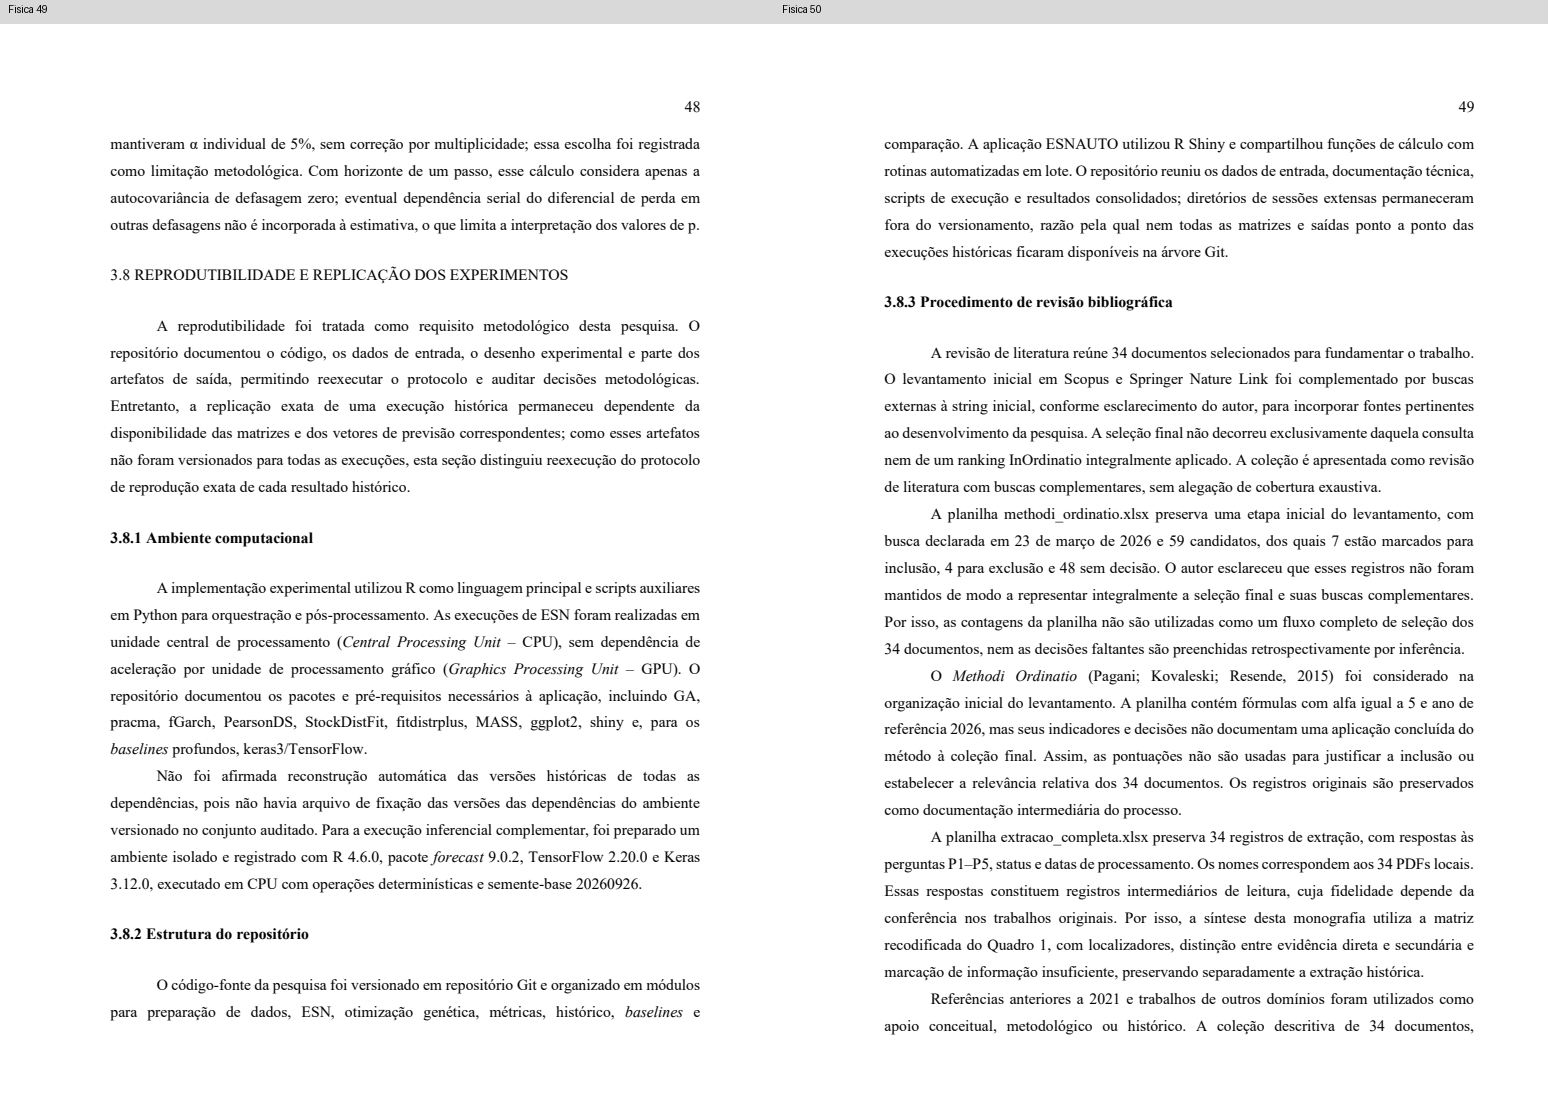 Fisica 49
48
mantiveram α individual de 5%, sem correção por multiplicidade; essa escolha foi registrada
como limitação metodológica. Com horizonte de um passo, esse cálculo considera apenas a
autocovariância de defasagem zero; eventual dependência serial do diferencial de perda em
outras defasagens não é incorporada à estimativa, o que limita a interpretação dos valores de p.
3.8 REPRODUTIBILIDADE E REPLICAÇÃO DOS EXPERIMENTOS
A reprodutibilidade foi tratada como requisito metodológico desta pesquisa. O
repositório documentou o código, os dados de entrada, o desenho experimental e parte dos
artefatos de saída, permitindo reexecutar o protocolo e auditar decisões metodológicas.
Entretanto, a replicação exata de uma execução histórica permaneceu dependente da
disponibilidade das matrizes e dos vetores de previsão correspondentes; como esses artefatos
não foram versionados para todas as execuções, esta seção distinguiu reexecução do protocolo
de reprodução exata de cada resultado histórico.
3.8.1 Ambiente computacional
A implementação experimental utilizou R como linguagem principal e scripts auxiliares
em Python para orquestração e pós-processamento. As execuções de ESN foram realizadas em
unidade central de processamento (Central Processing Unit – CPU), sem dependência de
aceleração por unidade de processamento gráfico (Graphics Processing Unit – GPU). O
repositório documentou os pacotes e pré-requisitos necessários à aplicação, incluindo GA,
pracma, fGarch, PearsonDS, StockDistFit, fitdistrplus, MASS, ggplot2, shiny e, para os
baselines profundos, keras3/TensorFlow.
Não foi afirmada reconstrução automática das versões históricas de todas as
dependências, pois não havia arquivo de fixação das versões das dependências do ambiente
versionado no conjunto auditado. Para a execução inferencial complementar, foi preparado um
ambiente isolado e registrado com R 4.6.0, pacote forecast 9.0.2, TensorFlow 2.20.0 e Keras
3.12.0, executado em CPU com operações determinísticas e semente-base 20260926.
3.8.2 Estrutura do repositório
O código-fonte da pesquisa foi versionado em repositório Git e organizado em módulos
para preparação de dados, ESN, otimização genética, métricas, histórico, baselines e
Fisica 50
49
comparação. A aplicação ESNAUTO utilizou R Shiny e compartilhou funções de cálculo com
rotinas automatizadas em lote. O repositório reuniu os dados de entrada, documentação técnica,
scripts de execução e resultados consolidados; diretórios de sessões extensas permaneceram
fora do versionamento, razão pela qual nem todas as matrizes e saídas ponto a ponto das
execuções históricas ficaram disponíveis na árvore Git.
3.8.3 Procedimento de revisão bibliográfica
A revisão de literatura reúne 34 documentos selecionados para fundamentar o trabalho.
O levantamento inicial em Scopus e Springer Nature Link foi complementado por buscas
externas à string inicial, conforme esclarecimento do autor, para incorporar fontes pertinentes
ao desenvolvimento da pesquisa. A seleção final não decorreu exclusivamente daquela consulta
nem de um ranking InOrdinatio integralmente aplicado. A coleção é apresentada como revisão
de literatura com buscas complementares, sem alegação de cobertura exaustiva.
A planilha methodi_ordinatio.xlsx preserva uma etapa inicial do levantamento, com
busca declarada em 23 de março de 2026 e 59 candidatos, dos quais 7 estão marcados para
inclusão, 4 para exclusão e 48 sem decisão. O autor esclareceu que esses registros não foram
mantidos de modo a representar integralmente a seleção final e suas buscas complementares.
Por isso, as contagens da planilha não são utilizadas como um fluxo completo de seleção dos
34 documentos, nem as decisões faltantes são preenchidas retrospectivamente por inferência.
O Methodi Ordinatio (Pagani; Kovaleski; Resende, 2015) foi considerado na
organização inicial do levantamento. A planilha contém fórmulas com alfa igual a 5 e ano de
referência 2026, mas seus indicadores e decisões não documentam uma aplicação concluída do
método à coleção final. Assim, as pontuações não são usadas para justificar a inclusão ou
estabelecer a relevância relativa dos 34 documentos. Os registros originais são preservados
como documentação intermediária do processo.
A planilha extracao_completa.xlsx preserva 34 registros de extração, com respostas às
perguntas P1–P5, status e datas de processamento. Os nomes correspondem aos 34 PDFs locais.
Essas respostas constituem registros intermediários de leitura, cuja fidelidade depende da
conferência nos trabalhos originais. Por isso, a síntese desta monografia utiliza a matriz
recodificada do Quadro 1, com localizadores, distinção entre evidência direta e secundária e
marcação de informação insuficiente, preservando separadamente a extração histórica.
Referências anteriores a 2021 e trabalhos de outros domínios foram utilizados como
apoio conceitual, metodológico ou histórico. A coleção descritiva de 34 documentos,